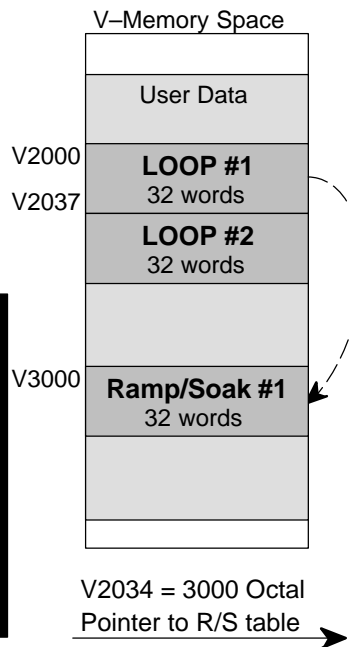 V–Memory Space
User Data
V2000
LOOP #1
V2037
32 words
LOOP #2
32 words
V3000
Ramp/Soak #1
32 words
V2034 = 3000 Octal
Pointer to R/S table